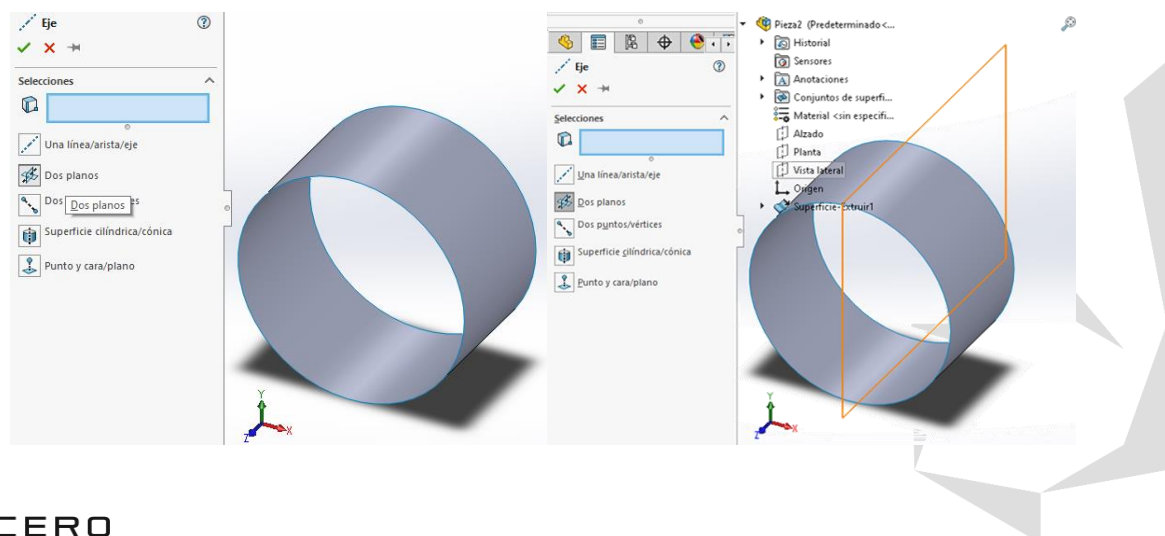 Eje
Selecciones
Una línea/arista/eje
Dos planos
Dos es
Dos planos
Superficie cilíndrica/cónica
Punto y cara/plano
Y
X
Z
Eje
Selecciones
Una línea/arista/eje
Dos planos
Dos puntos/vértices
Superficie cilíndrica/cónica
Punto y cara/plano
Pieza2 (Predeterminado<...
Historial
Sensores
Anotaciones
Conjuntos de superfi...
Material <sin especifi...
Alzado
Planta
Vista lateral
Origen
Superficie-Extruir1
Y
X
Z
CERO